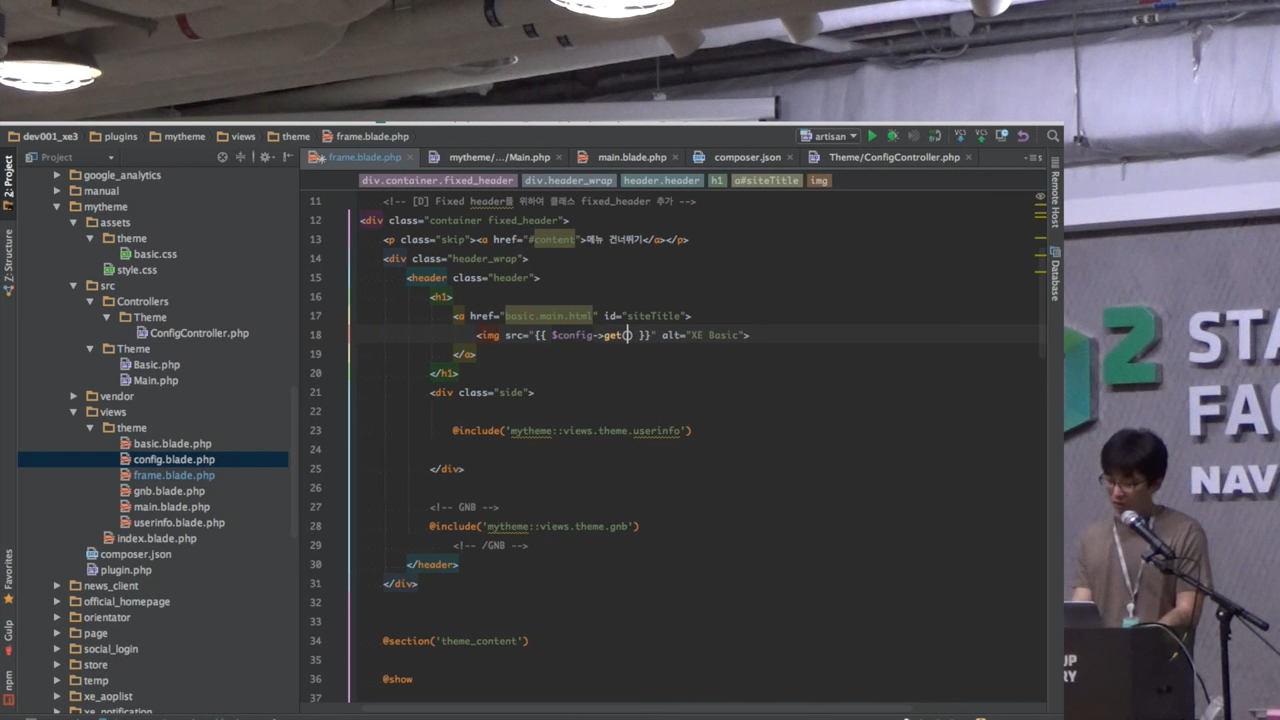 dev001_xe3 plugins mytheme views theme frame.blade.php
artisan
VCS VCS
Project
frame.blade.php mytheme/.../Main.php main.blade.php composer.json Theme/ConfigController.php
div.container.fixed_header div.header_wrap header.header h1 a#siteTitle img
2: Project
Z: Structure
Favorites
Gulp
npm
google_analytics
manual
mytheme
assets
theme
basic.css
style.css
src
Controllers
Theme
ConfigController.php
Theme
Basic.php
Main.php
vendor
views
theme
basic.blade.php
config.blade.php
frame.blade.php
gnb.blade.php
main.blade.php
userinfo.blade.php
index.blade.php
composer.json
plugin.php
news_client
official_homepage
orientator
page
social_login
store
temp
xe_aoplist
xe_notification
11 <!-- [D] Fixed header를 위하여 클래스 fixed_header 추가 -->
12 <div class="container fixed_header">
13 <p class="skip"><a href="#content">메뉴 건너뛰기</a></p>
14 <div class="header_wrap">
15 <header class="header">
16 <h1>
17 <a href="basic.main.html" id="siteTitle">
18 <img src="{{ $config->get() }}" alt="XE Basic">
19 </a>
20 </h1>
21 <div class="side">
22
23 @include('mytheme::views.theme.userinfo')
24
25 </div>
26
27 <!-- GNB -->
28 @include('mytheme::views.theme.gnb')
29 <!-- /GNB -->
30 </header>
31 </div>
32
33
34 @section('theme_content')
35
36 @show
37
Remote Host
Database
2 STA
FA
NAV
UP
RY